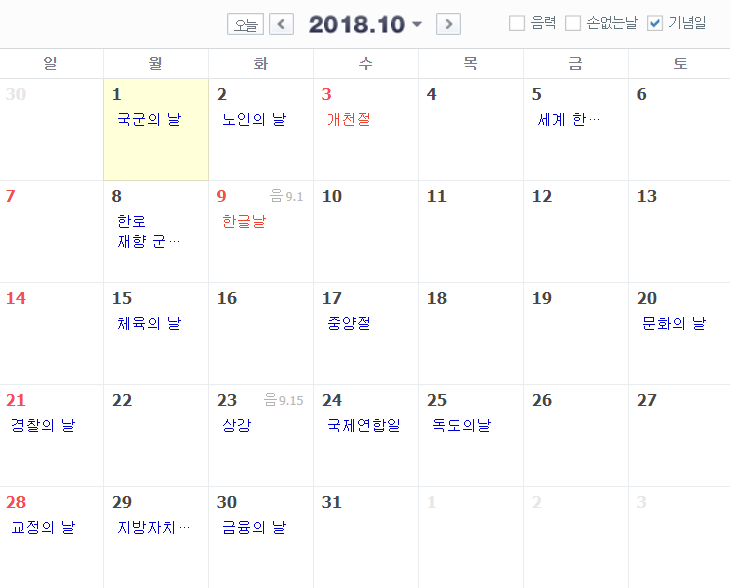 오늘 < 2018.10 > 음력 손없는날 기념일
일 월 화 수 목 금 토
30 1 2 3 4 5 6
국군의 날 노인의 날 개천절 세계 한…
7 8 9 음9.1 10 11 12 13
한로 한글날
재향 군…
14 15 16 17 18 19 20
체육의 날 중양절 문화의 날
21 22 23 음9.15 24 25 26 27
경찰의 날 상강 국제연합일 독도의날
28 29 30 31 1 2 3
교정의 날 지방자치… 금융의 날